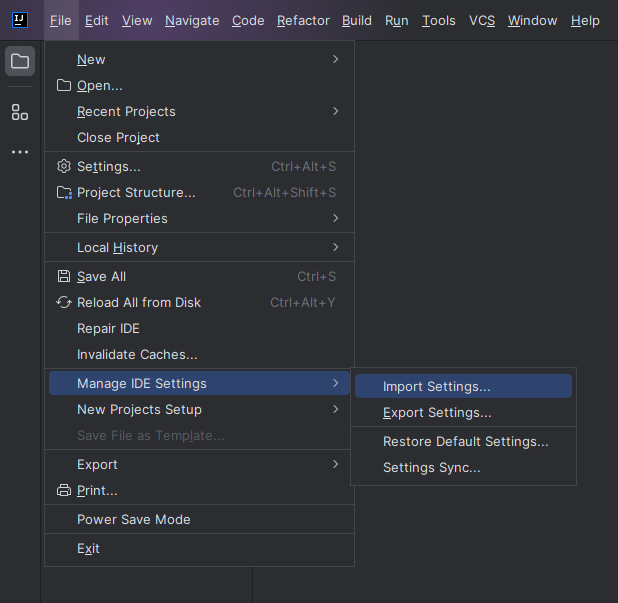 IJ
File Edit View Navigate Code Refactor Build Run Tools VCS Window Help
New
Open...
Recent Projects
Close Project
Settings... Ctrl+Alt+S
Project Structure... Ctrl+Alt+Shift+S
File Properties
Local History
Save All Ctrl+S
Reload All from Disk Ctrl+Alt+Y
Repair IDE
Invalidate Caches...
Manage IDE Settings
Import Settings...
Export Settings...
Restore Default Settings...
Settings Sync...
New Projects Setup
Save File as Template...
Export
Print...
Power Save Mode
Exit